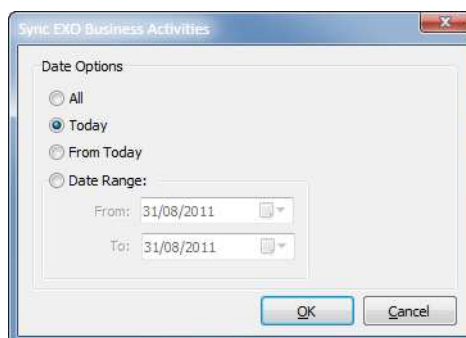 Sync EXO Business Activities
Date Options
All
Today
From Today
Date Range:
From: 31/08/2011
To: 31/08/2011
OK Cancel